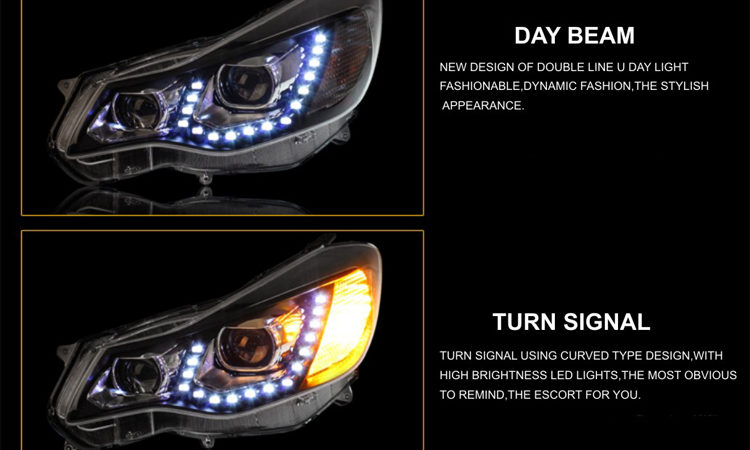 DAY BEAM
NEW DESIGN OF DOUBLE LINE U DAY LIGHT
FASHIONABLE,DYNAMIC FASHION,THE STYLISH
APPEARANCE.
TURN SIGNAL
TURN SIGNAL USING CURVED TYPE DESIGN,WITH
HIGH BRIGHTNESS LED LIGHTS,THE MOST OBVIOUS
TO REMIND,THE ESCORT FOR YOU.